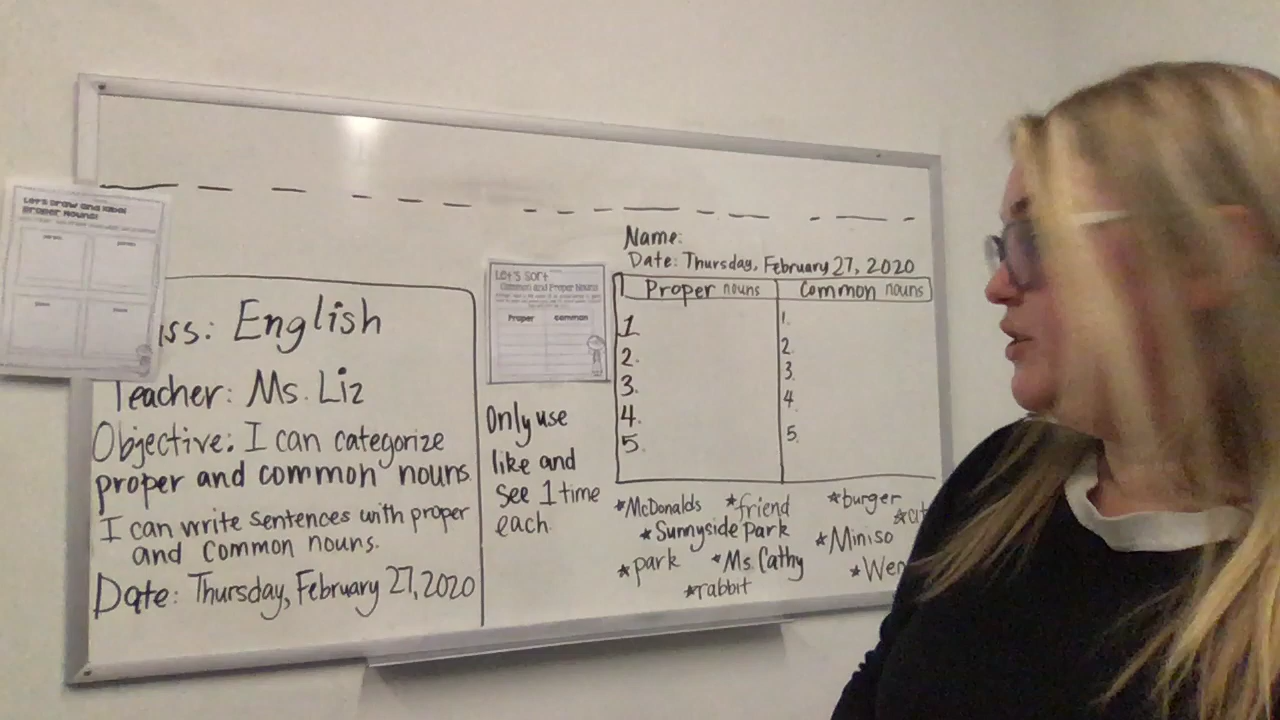 Let's Draw and Label
Proper Nouns!
Class: English
Teacher: Ms. Liz
Objective: I can categorize
proper and common nouns.
I can write sentences with proper
and common nouns.
Date: Thursday, February 27, 2020
Let's Sort
Common and Proper Nouns
Proper common
Only use
like and
see 1 time
each.
Name:
Date: Thursday, February 27, 2020
Proper nouns Common nouns
1 1.
2. 2.
3. 3.
4. 4.
5. 5.
*McDonalds *friend *burger
*Sunnyside Park
*Miniso
*park *Ms. Cathy
*rabbit